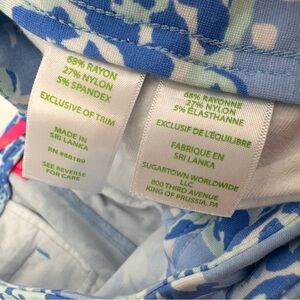 68% RAYON
27% NYLON
5% SPANDEX
EXCLUSIVE OF TRIM
MADE IN
SRI LANKA
RN #80189
SEE REVERSE
FOR CARE
68% RAYONNE
27% NYLON
5% ÉLASTHANNE
EXCLUSIF DE L'ÉQUILIBRE
FABRIQUE EN
SRI LANKA
SUGARTOWN WORLDWIDE
LLC
800 THIRD AVENUE
KING OF PRUSSIA, PA